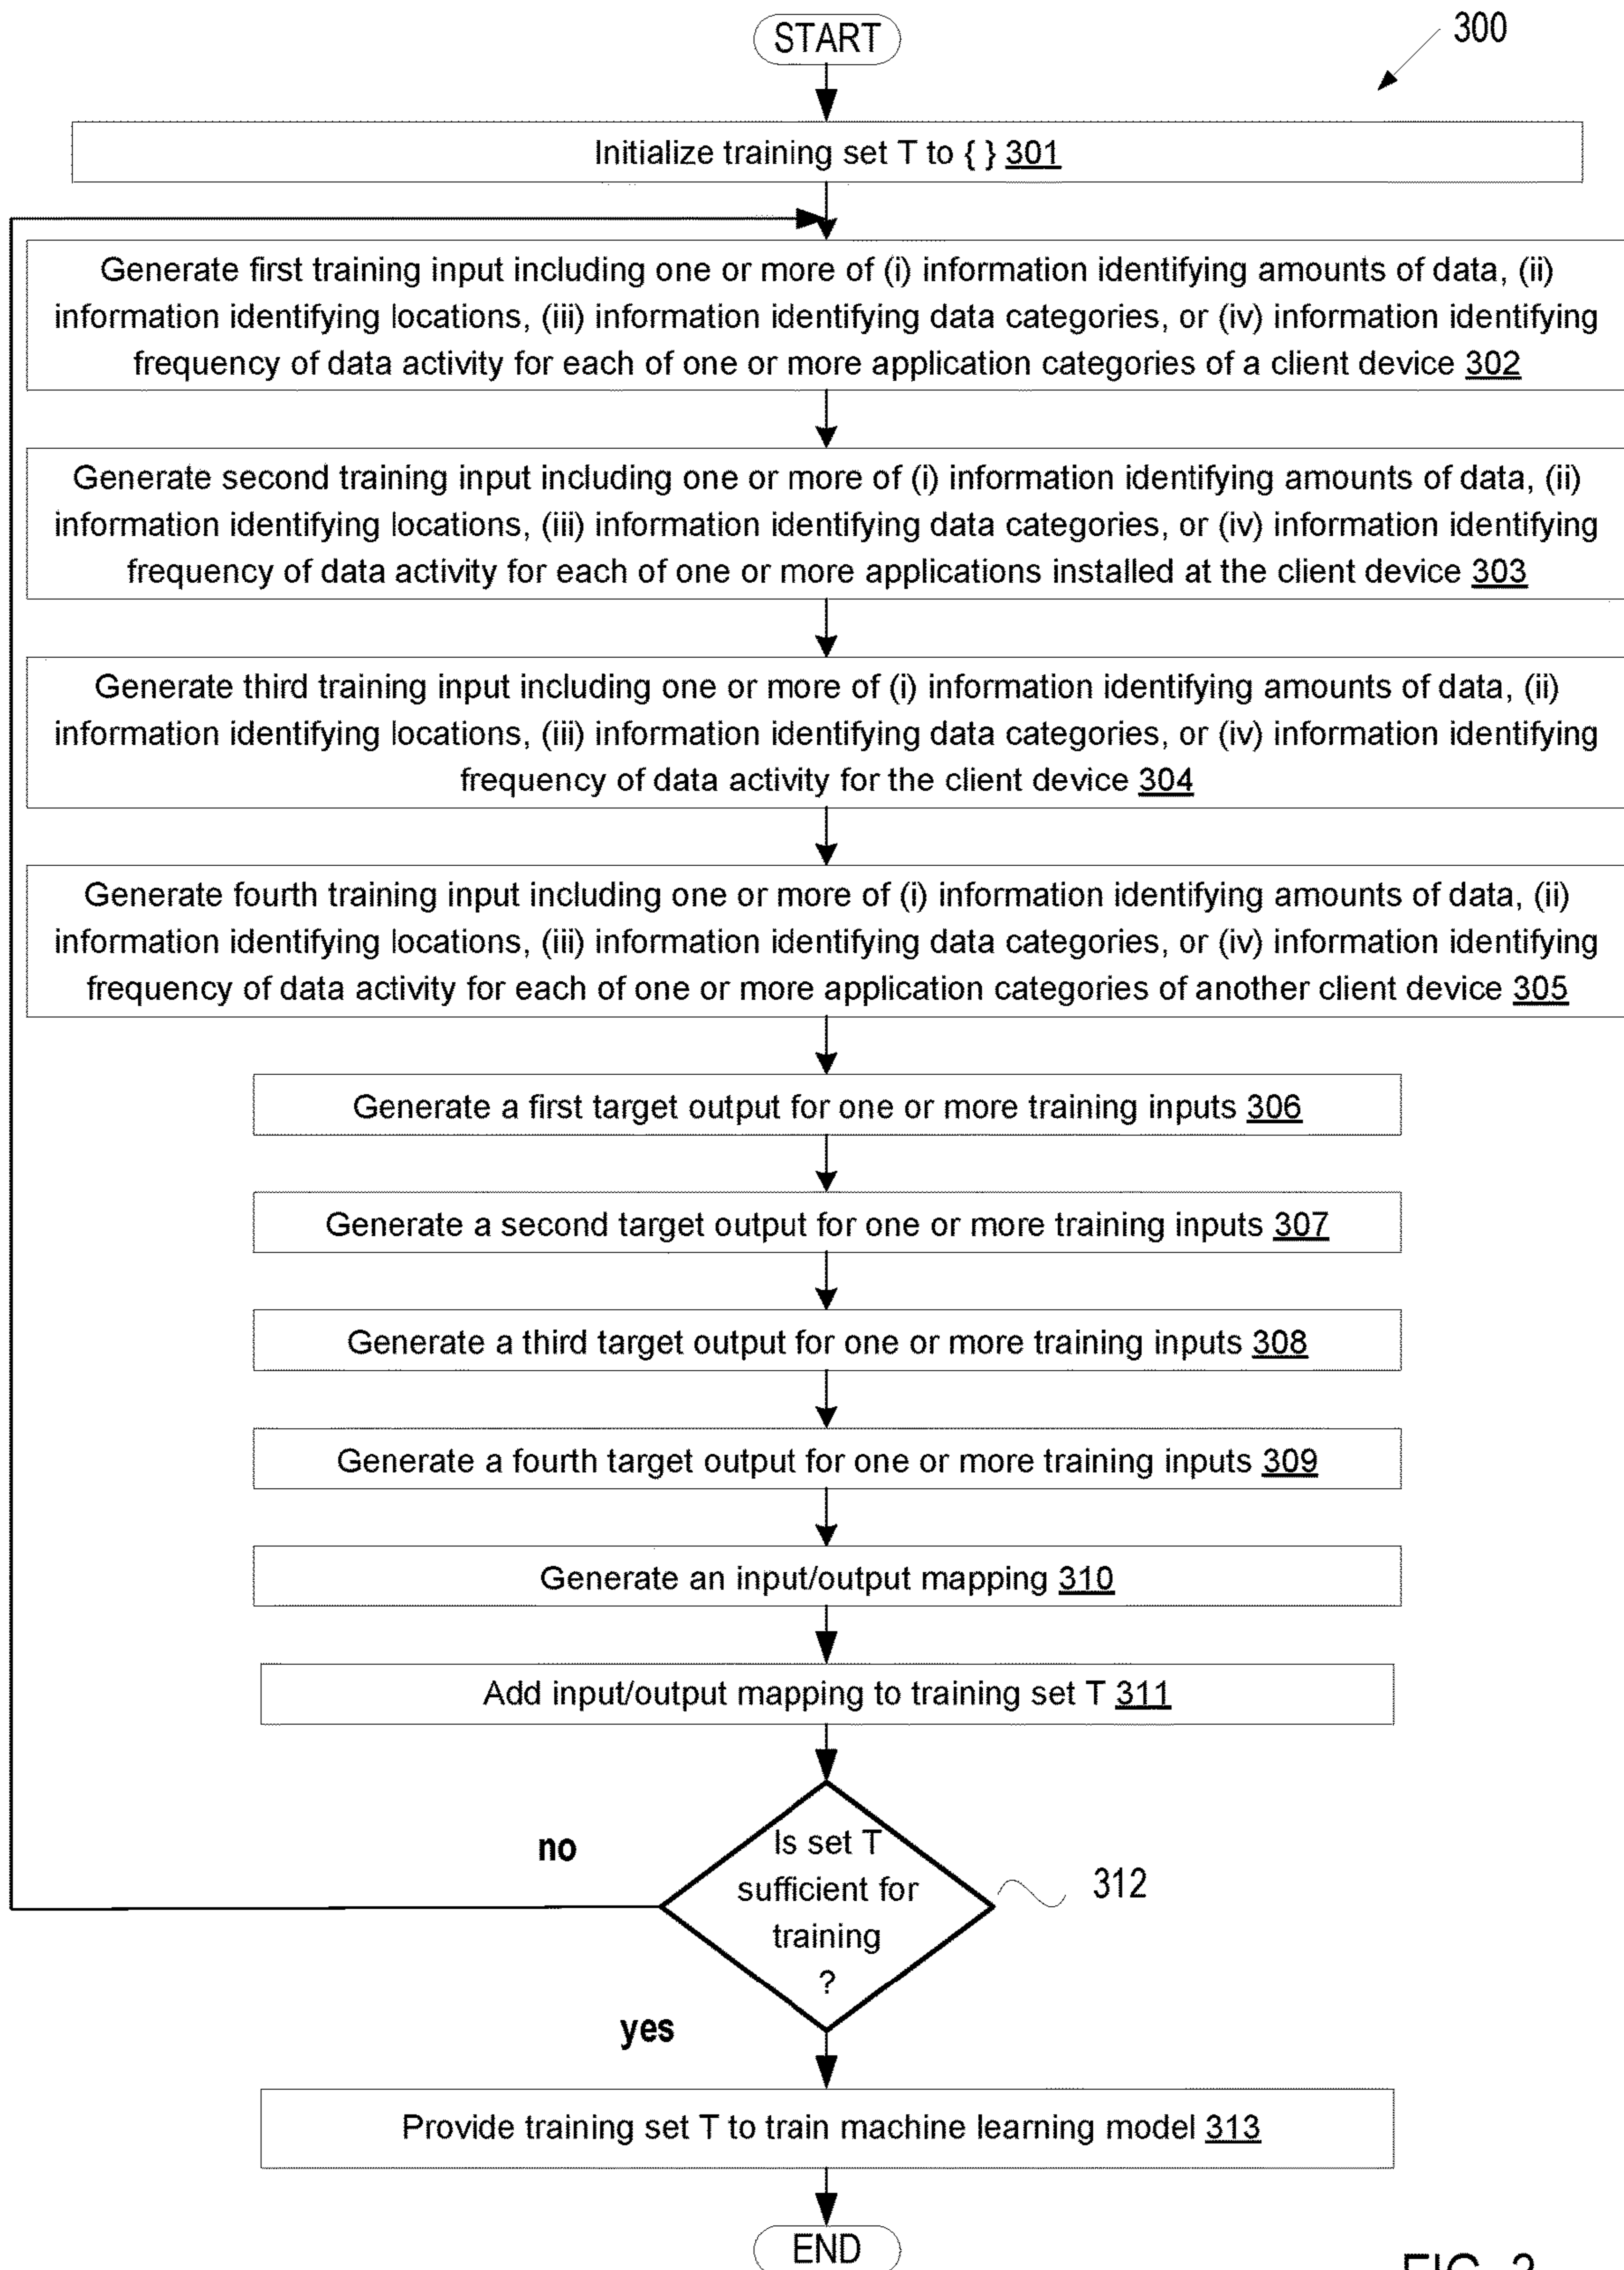 START
300
Initialize training set T to { } 301
Generate first training input including one or more of (i) information identifying amounts of data, (ii)
information identifying locations, (iii) information identifying data categories, or (iv) information identifying
frequency of data activity for each of one or more application categories of a client device 302
Generate second training input including one or more of (i) information identifying amounts of data, (ii)
information identifying locations, (iii) information identifying data categories, or (iv) information identifying
frequency of data activity for each of one or more applications installed at the client device 303
Generate third training input including one or more of (i) information identifying amounts of data, (ii)
information identifying locations, (iii) information identifying data categories, or (iv) information identifying
frequency of data activity for the client device 304
Generate fourth training input including one or more of (i) information identifying amounts of data, (ii)
information identifying locations, (iii) information identifying data categories, or (iv) information identifying
frequency of data activity for each of one or more application categories of another client device 305
Generate a first target output for one or more training inputs 306
Generate a second target output for one or more training inputs 307
Generate a third target output for one or more training inputs 308
Generate a fourth target output for one or more training inputs 309
Generate an input/output mapping 310
Add input/output mapping to training set T 311
no
Is set T
sufficient for
training
?
312
yes
Provide training set T to train machine learning model 313
END
FIG.